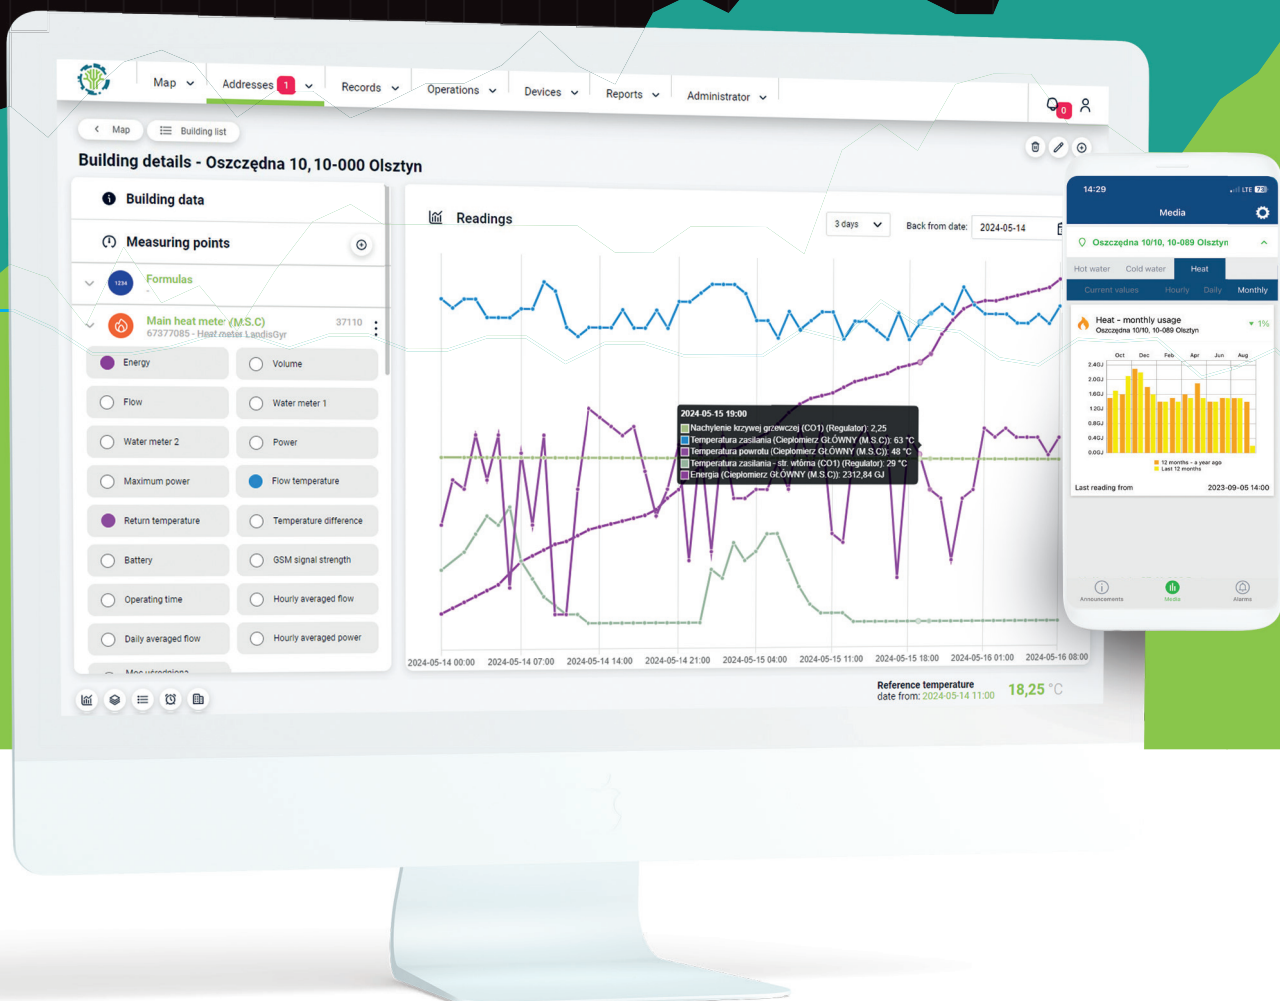 Map
Addresses 1
Records
Operations
Devices
Reports
Administrator
0
Map
Building list
Building details - Oszczędna 10, 10-000 Olsztyn
Building data
Measuring points
1234
Formulas
-
Main heat meter (M.S.C)
37110
67377085 - Heat meter LandisGyr
Energy
Volume
Flow
Water meter 1
Water meter 2
Power
Maximum power
Flow temperature
Return temperature
Temperature difference
Battery
GSM signal strength
Operating time
Hourly averaged flow
Daily averaged flow
Hourly averaged power
Readings
3 days
Back from date:
2024-05-14
2024-05-15 19:00
Nachylenie krzywej grzewczej (CO1) (Regulator): 2,25
Temperatura zasilania (Ciepłomierz GŁÓWNY (M.S.C)): 63 °C
Temperatura powrotu (Ciepłomierz GŁÓWNY (M.S.C)): 48 °C
Temperatura zasilania - str. wtórna (CO1) (Regulator): 29 °C
Energia (Ciepłomierz GŁÓWNY (M.S.C)): 2312,84 GJ
2024-05-14 00:00
2024-05-14 07:00
2024-05-14 14:00
2024-05-14 21:00
2024-05-15 04:00
2024-05-15 11:00
2024-05-15 18:00
2024-05-16 01:00
2024-05-16 08:00
Reference temperature
date from: 2024-05-14 11:00
18,25 °C
14:29
LTE 73
Media
Oszczędna 10/10, 10-089 Olsztyn
Hot water
Cold water
Heat
Current values
Hourly
Daily
Monthly
Heat - monthly usage
Oszczędna 10/10, 10-089 Olsztyn
1%
Oct Dec Feb Apr Jun Aug
2.4GJ
2GJ
1.6GJ
1.2GJ
0.8GJ
0.4GJ
0.0GJ
12 months - a year ago
Last 12 months
Last reading from
2023-09-05 14:00
Announcements
Media
Alarms